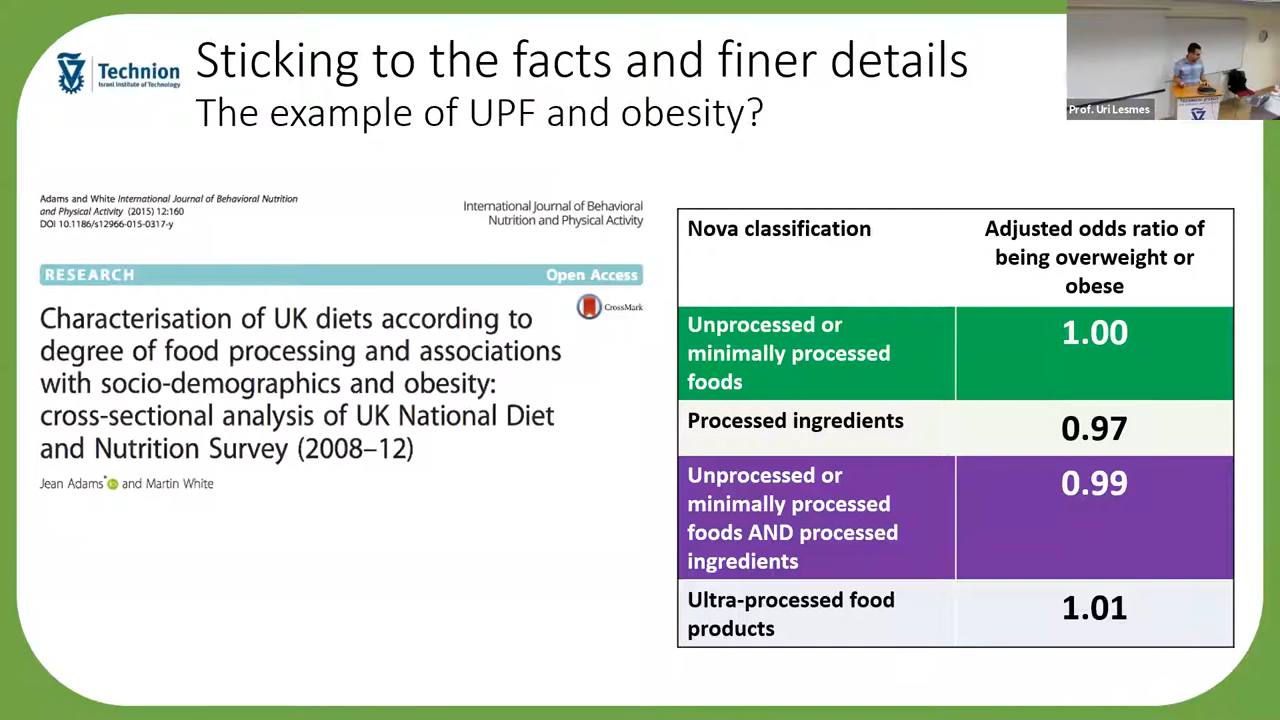 Technion
Israel Institute of Technology
Sticking to the facts and finer details
The example of UPF and obesity?
Prof. Uri Lesmes
Adams and White International Journal of Behavioral Nutrition
and Physical Activity (2015) 12:160
DOI 10.1186/s12966-015-0317-y
International Journal of Behavioral
Nutrition and Physical Activity
RESEARCH
Open Access
CrossMark
Characterisation of UK diets according to
degree of food processing and associations
with socio-demographics and obesity:
cross-sectional analysis of UK National Diet
and Nutrition Survey (2008–12)
Jean Adams* and Martin White
Nova classification
Adjusted odds ratio of
being overweight or
obese
Unprocessed or
minimally processed
foods
1.00
Processed ingredients
0.97
Unprocessed or
minimally processed
foods AND processed
ingredients
0.99
Ultra-processed food
products
1.01